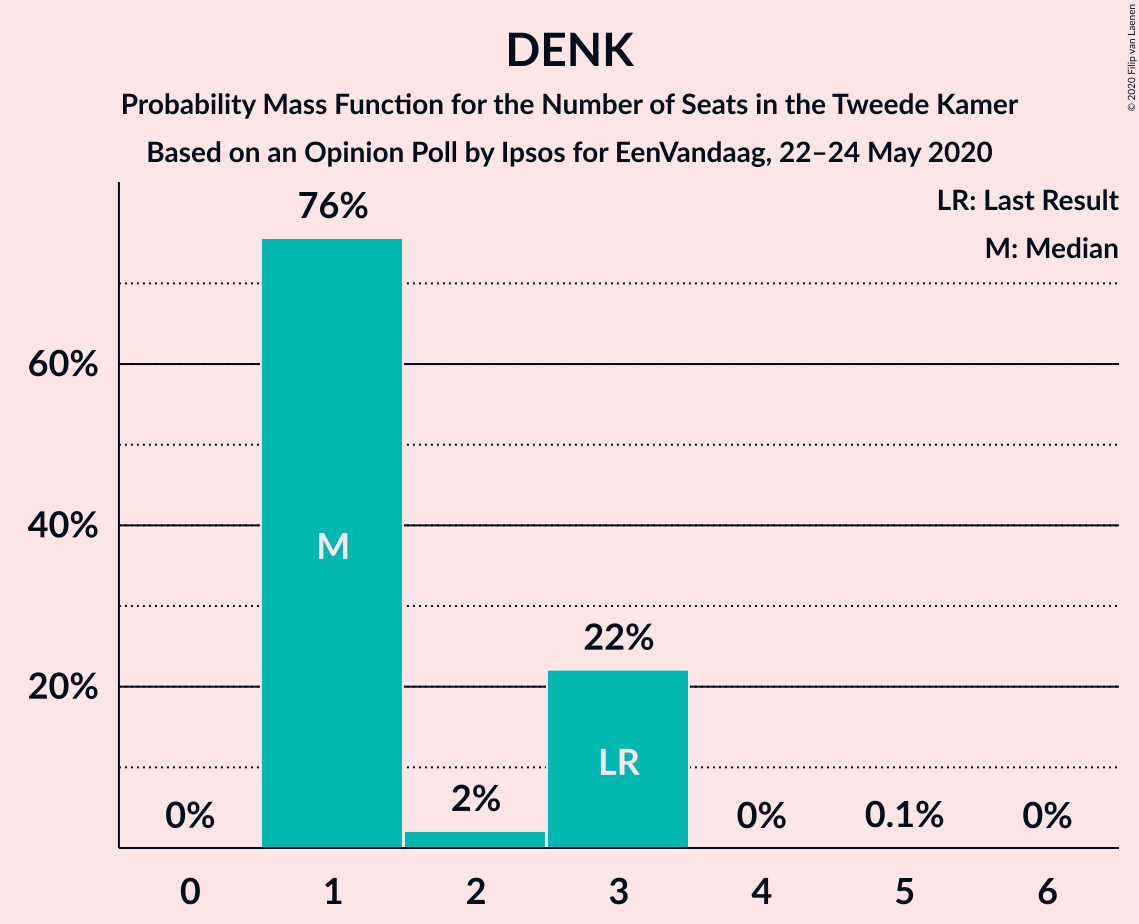 DENK
Probability Mass Function for the Number of Seats in the Tweede Kamer
Based on an Opinion Poll by Ipsos for EenVandaag, 22–24 May 2020
© 2020 Filip van Laenen
LR: Last Result
M: Median
76%
60%
40%
M
22%
20%
LR
0%
2%
0%
0.1%
0%
0 1 2 3 4 5 6